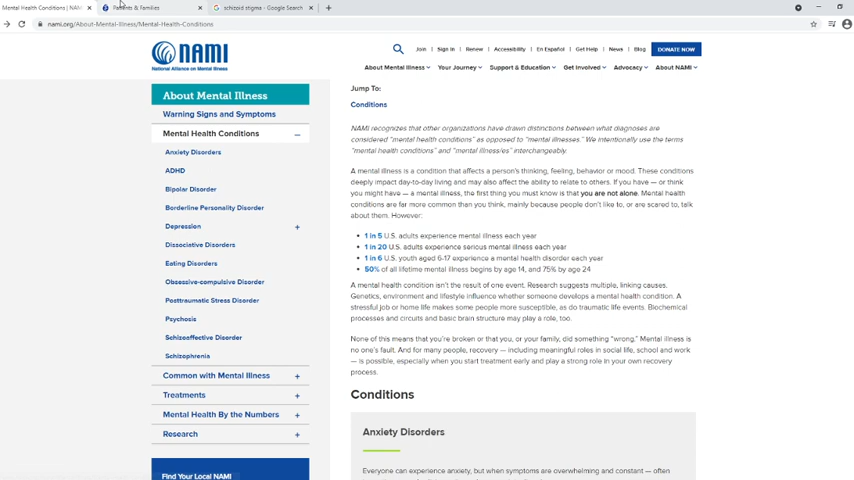 Mental Health Conditions | NAMI
Parents & Families
schizoid stigma - Google Search
nami.org/About-Mental-Illness/Mental-Health-Conditions
NAMI
National Alliance on Mental Illness
Join
Sign In
Renew
Accessibility
En Español
Get Help
News
Blog
DONATE NOW
About Mental Illness
Your Journey
Support & Education
Get Involved
Advocacy
About NAMI
About Mental Illness
Warning Signs and Symptoms
Mental Health Conditions
Anxiety Disorders
ADHD
Bipolar Disorder
Borderline Personality Disorder
Depression +
Dissociative Disorders
Eating Disorders
Obsessive-compulsive Disorder
Posttraumatic Stress Disorder
Psychosis
Schizoaffective Disorder
Schizophrenia
Common with Mental Illness +
Treatments +
Mental Health By the Numbers +
Research +
Find Your Local NAMI
Jump To:
Conditions
NAMI recognizes that other organizations have drawn distinctions between what diagnoses are
considered “mental health conditions” as opposed to “mental illnesses.” We intentionally use the terms
“mental health conditions” and “mental illness/es” interchangeably.
A mental illness is a condition that affects a person's thinking, feeling, behavior or mood. These conditions
deeply impact day-to-day living and may also affect the ability to relate to others. If you have — or think
you might have — a mental illness, the first thing you must know is that you are not alone. Mental health
conditions are far more common than you think, mainly because people don't like to, or are scared to, talk
about them. However:
• 1 in 5 U.S. adults experience mental illness each year
• 1 in 20 U.S. adults experience serious mental illness each year
• 1 in 6 U.S. youth aged 6-17 experience a mental health disorder each year
• 50% of all lifetime mental illness begins by age 14, and 75% by age 24
A mental health condition isn't the result of one event. Research suggests multiple, linking causes.
Genetics, environment and lifestyle influence whether someone develops a mental health condition. A
stressful job or home life makes some people more susceptible, as do traumatic life events. Biochemical
processes and circuits and basic brain structure may play a role, too.
None of this means that you're broken or that you, or your family, did something “wrong.” Mental illness is
no one's fault. And for many people, recovery — including meaningful roles in social life, school and work
— is possible, especially when you start treatment early and play a strong role in your own recovery
process.
Conditions
Anxiety Disorders
Everyone can experience anxiety, but when symptoms are overwhelming and constant — often